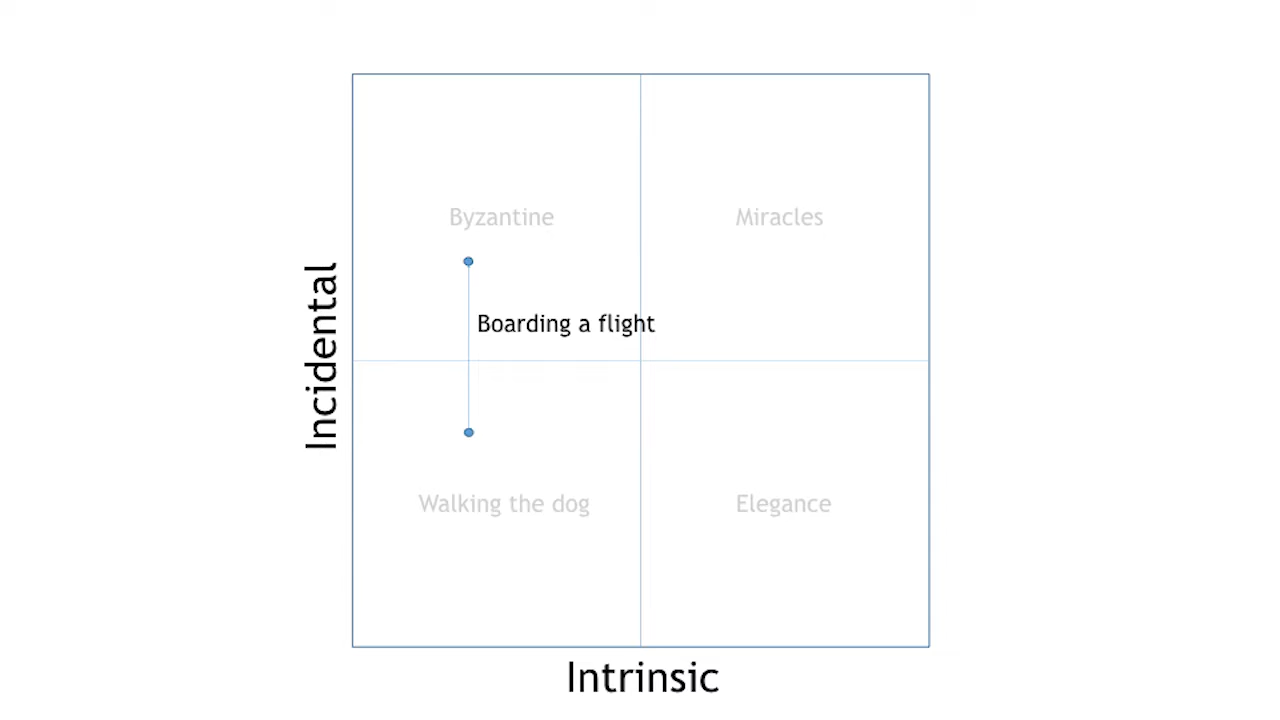 Byzantine
Miracles
Boarding a flight
Incidental
Walking the dog
Elegance
Intrinsic